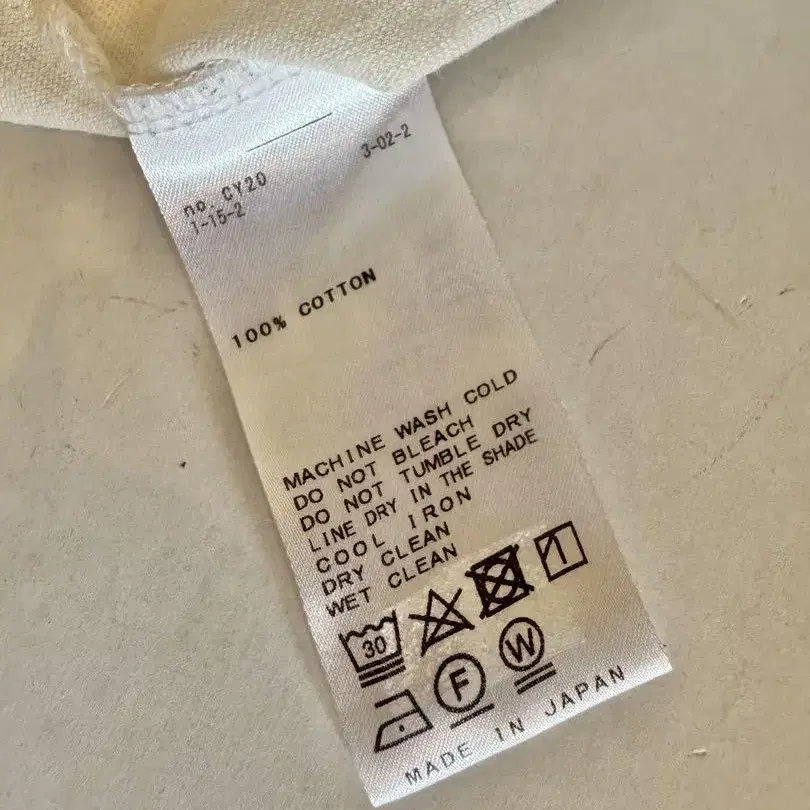 3-02-2
no. CY20
1-15-2
100% COTTON
MACHINE WASH COLD
DO NOT BLEACH
DO NOT TUMBLE DRY
LINE DRY IN THE SHADE
COOL IRON
DRY CLEAN
WET CLEAN
30
F
W
MADE IN JAPAN